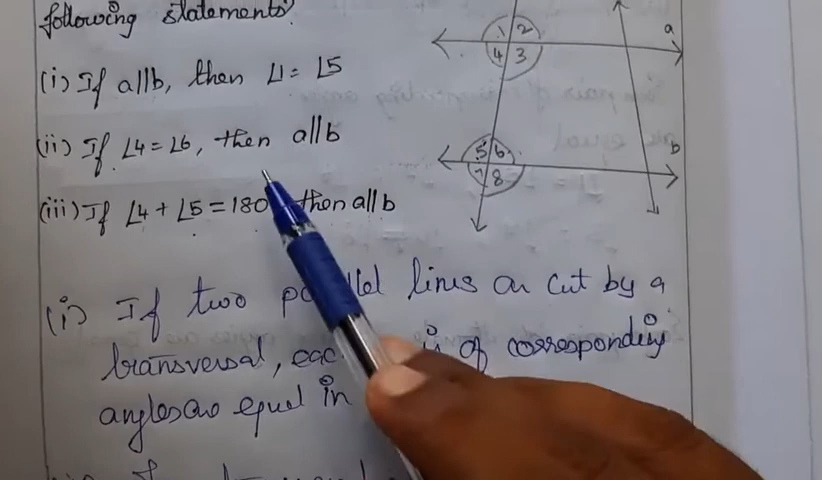 following statements?
(i) If a||b, then ∠1 = ∠5
(ii) If ∠4 = ∠6, then a||b
(iii) If ∠4 + ∠5 = 180 then a||b
1 2
4 3
a
5 6
7 8
b
(i) If two parallel lines are cut by a
transversal, eac of corresponding
angles are equal in